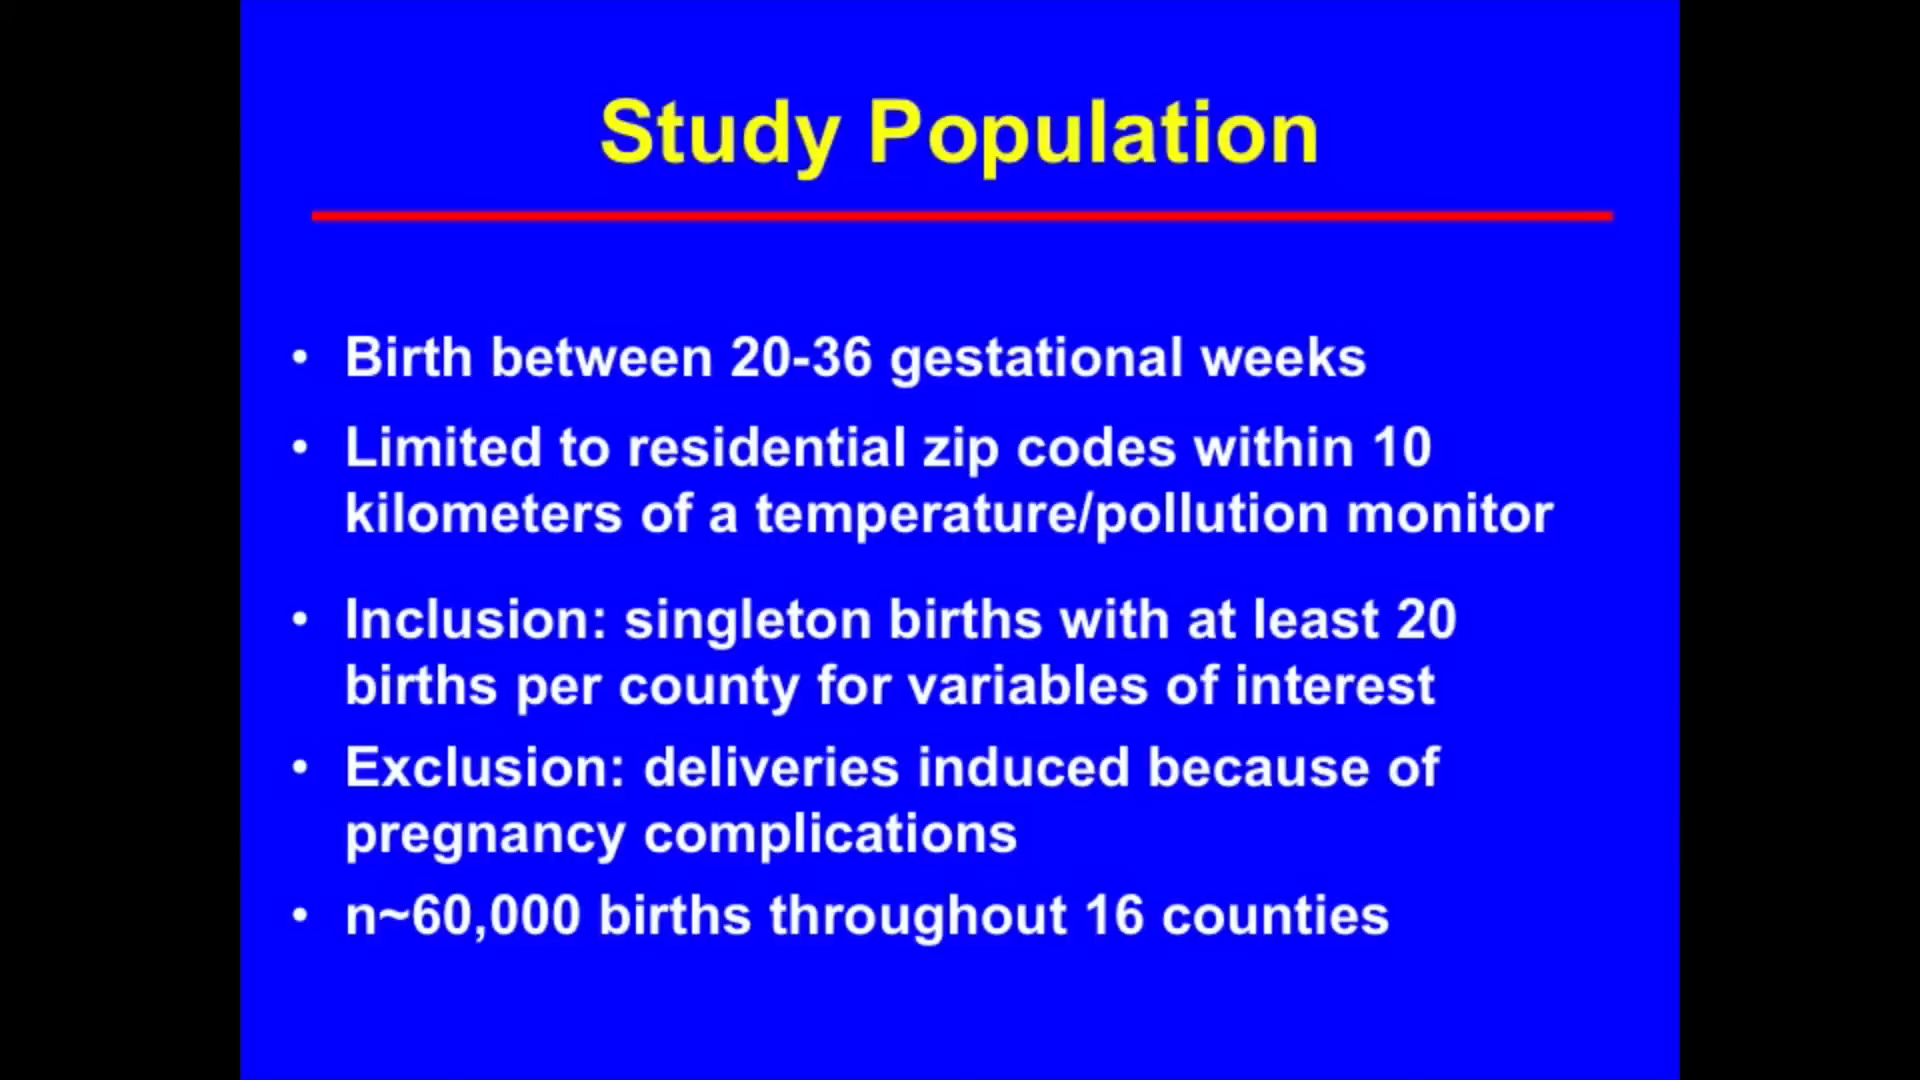 Study Population
• Birth between 20-36 gestational weeks
• Limited to residential zip codes within 10
kilometers of a temperature/pollution monitor
• Inclusion: singleton births with at least 20
births per county for variables of interest
• Exclusion: deliveries induced because of
pregnancy complications
• n~60,000 births throughout 16 counties